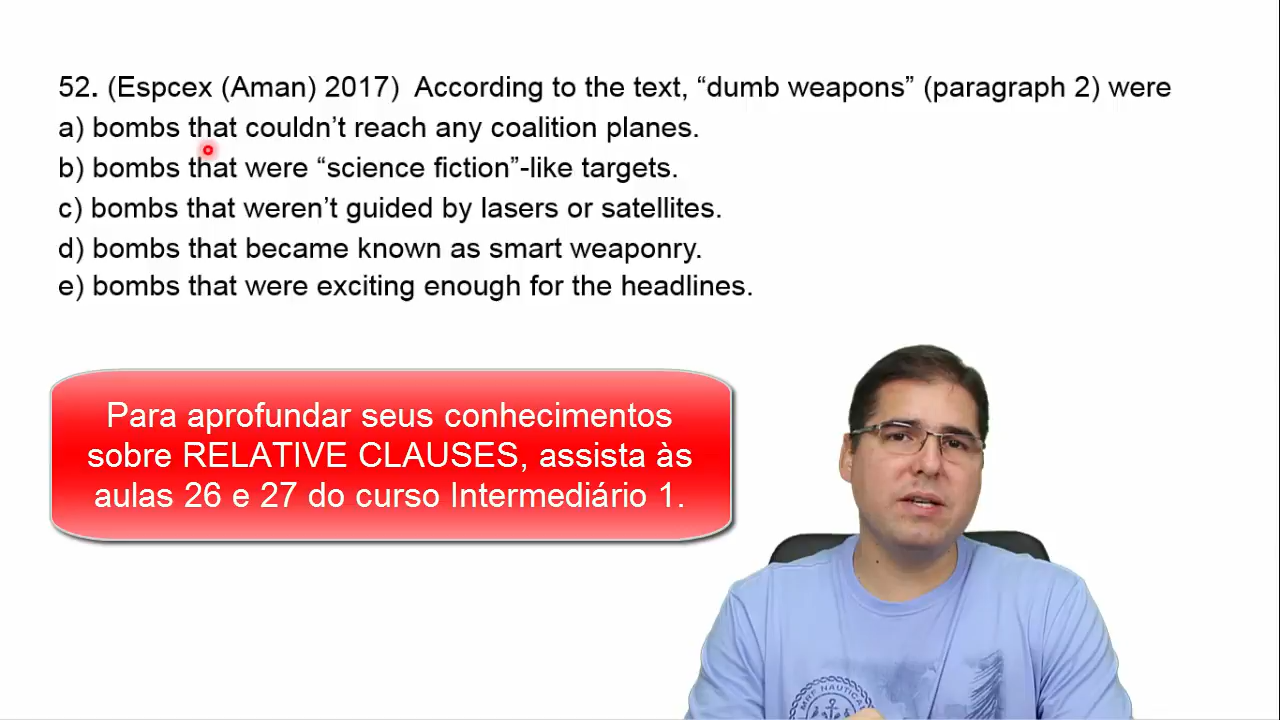 52. (Espcex (Aman) 2017)  According to the text, “dumb weapons” (paragraph 2) were
a) bombs that couldn’t reach any coalition planes.
b) bombs that were “science fiction”-like targets.
c) bombs that weren’t guided by lasers or satellites.
d) bombs that became known as smart weaponry.
e) bombs that were exciting enough for the headlines.
Para aprofundar seus conhecimentos
sobre RELATIVE CLAUSES, assista às
aulas 26 e 27 do curso Intermediário 1.